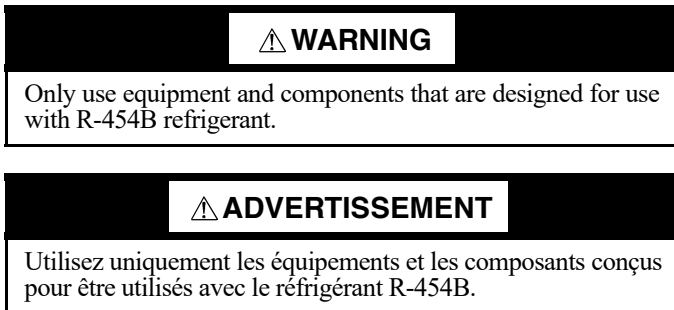 ⚠ WARNING
Only use equipment and components that are designed for use
with R-454B refrigerant.
⚠ ADVERTISSEMENT
Utilisez uniquement les équipements et les composants conçus
pour être utilisés avec le réfrigérant R-454B.